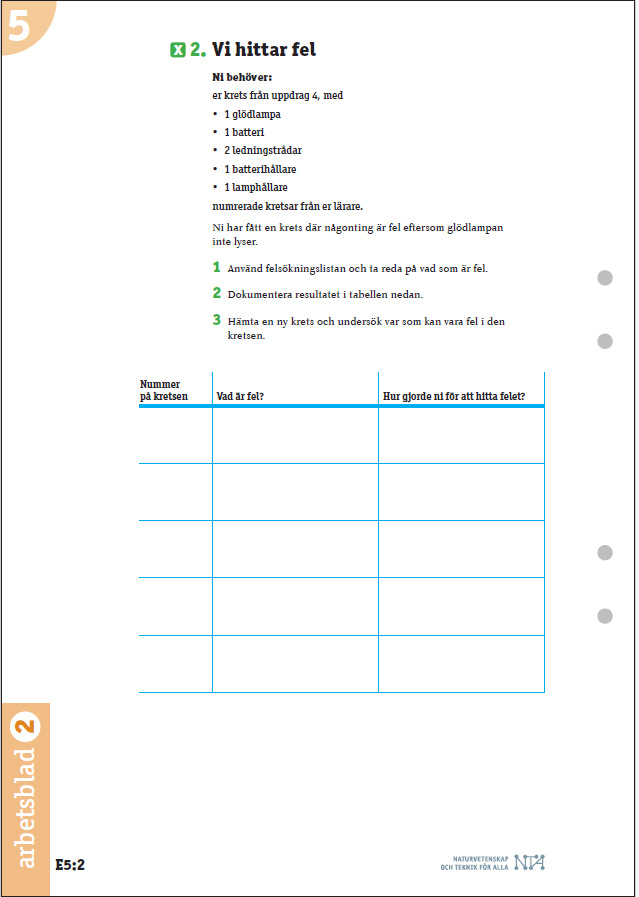 5
x 2. Vi hittar fel
Ni behöver:
er krets från uppdrag 4, med
• 1 glödlampa
• 1 batteri
• 2 ledningstrådar
• 1 batterihållare
• 1 lamphållare
numrerade kretsar från er lärare.
Ni har fått en krets där någonting är fel eftersom glödlampan
inte lyser.
1 Använd felsökningslistan och ta reda på vad som är fel.
2 Dokumentera resultatet i tabellen nedan.
3 Hämta en ny krets och undersök var som kan vara fel i den
kretsen.
Nummer
på kretsen
Vad är fel?
Hur gjorde ni för att hitta felet?
arbetsblad 2
E5:2
NATURVETENSKAP
OCH TEKNIK FÖR ALLA
NTA